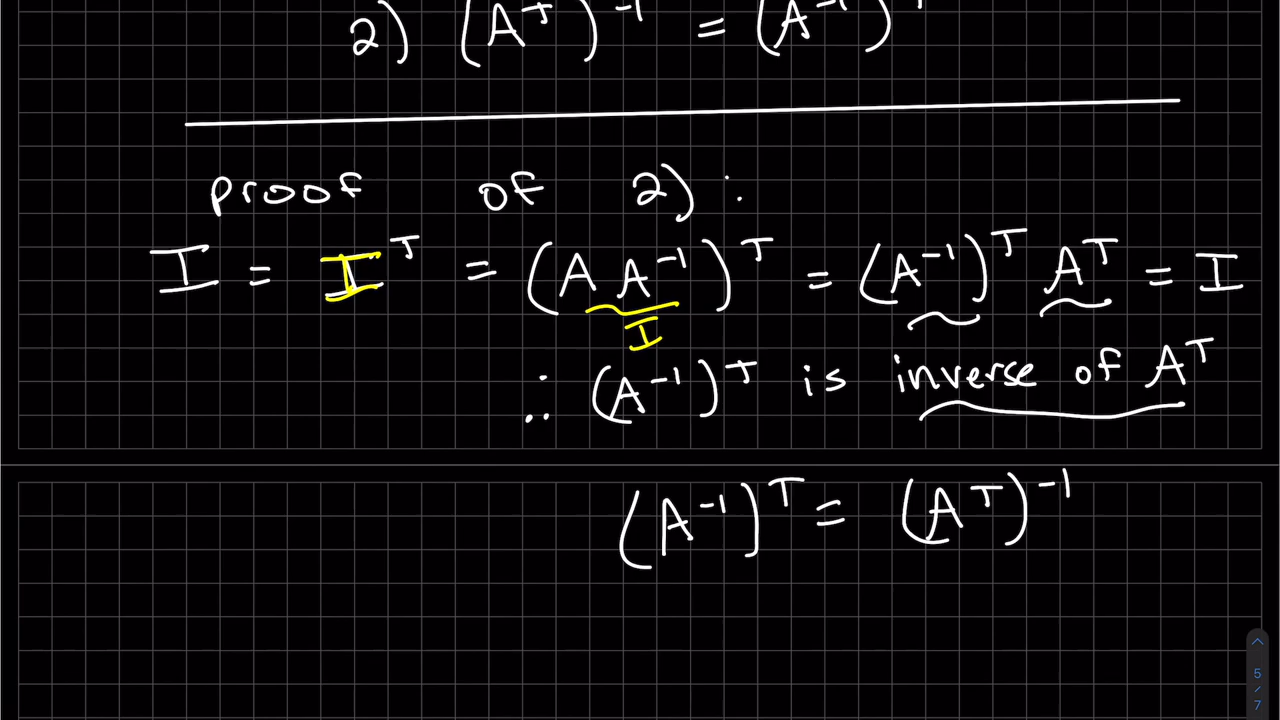 2) (Aᵀ)⁻¹ = (A⁻¹)ᵀ
proof of 2) :
I = Iᵀ = (A A⁻¹)ᵀ = (A⁻¹)ᵀ Aᵀ = I
I
∴ (A⁻¹)ᵀ is inverse of Aᵀ
(A⁻¹)ᵀ = (Aᵀ)⁻¹
5
/
7